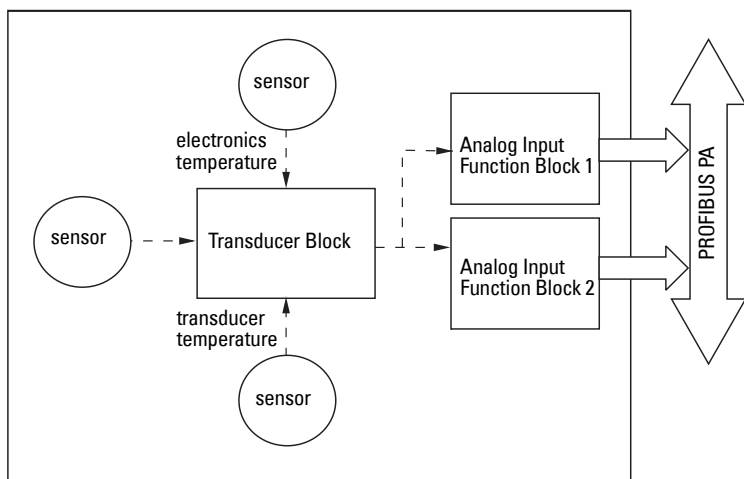 sensor
electronics
temperature
Analog Input
Function Block 1
sensor
Transducer Block
Analog Input
Function Block 2
PROFIBUS PA
transducer
temperature
sensor